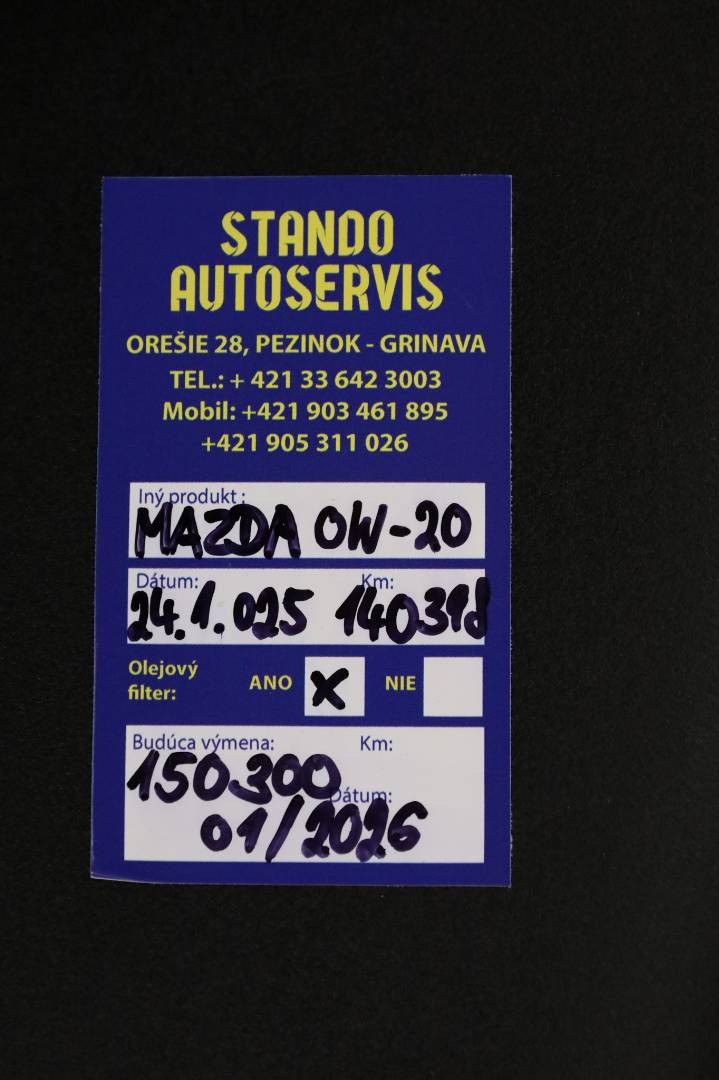 STANDO
AUTOSERVIS
OREŠIE 28, PEZINOK - GRINAVA
TEL.: + 421 33 642 3003
Mobil: +421 903 461 895
+421 905 311 026
Iný produkt :
MAZDA 0W-20
Dátum: Km:
24.1.025 140318
Olejový
filter: ANO X NIE
Budúca výmena: Km:
150300
Dátum:
01/2026